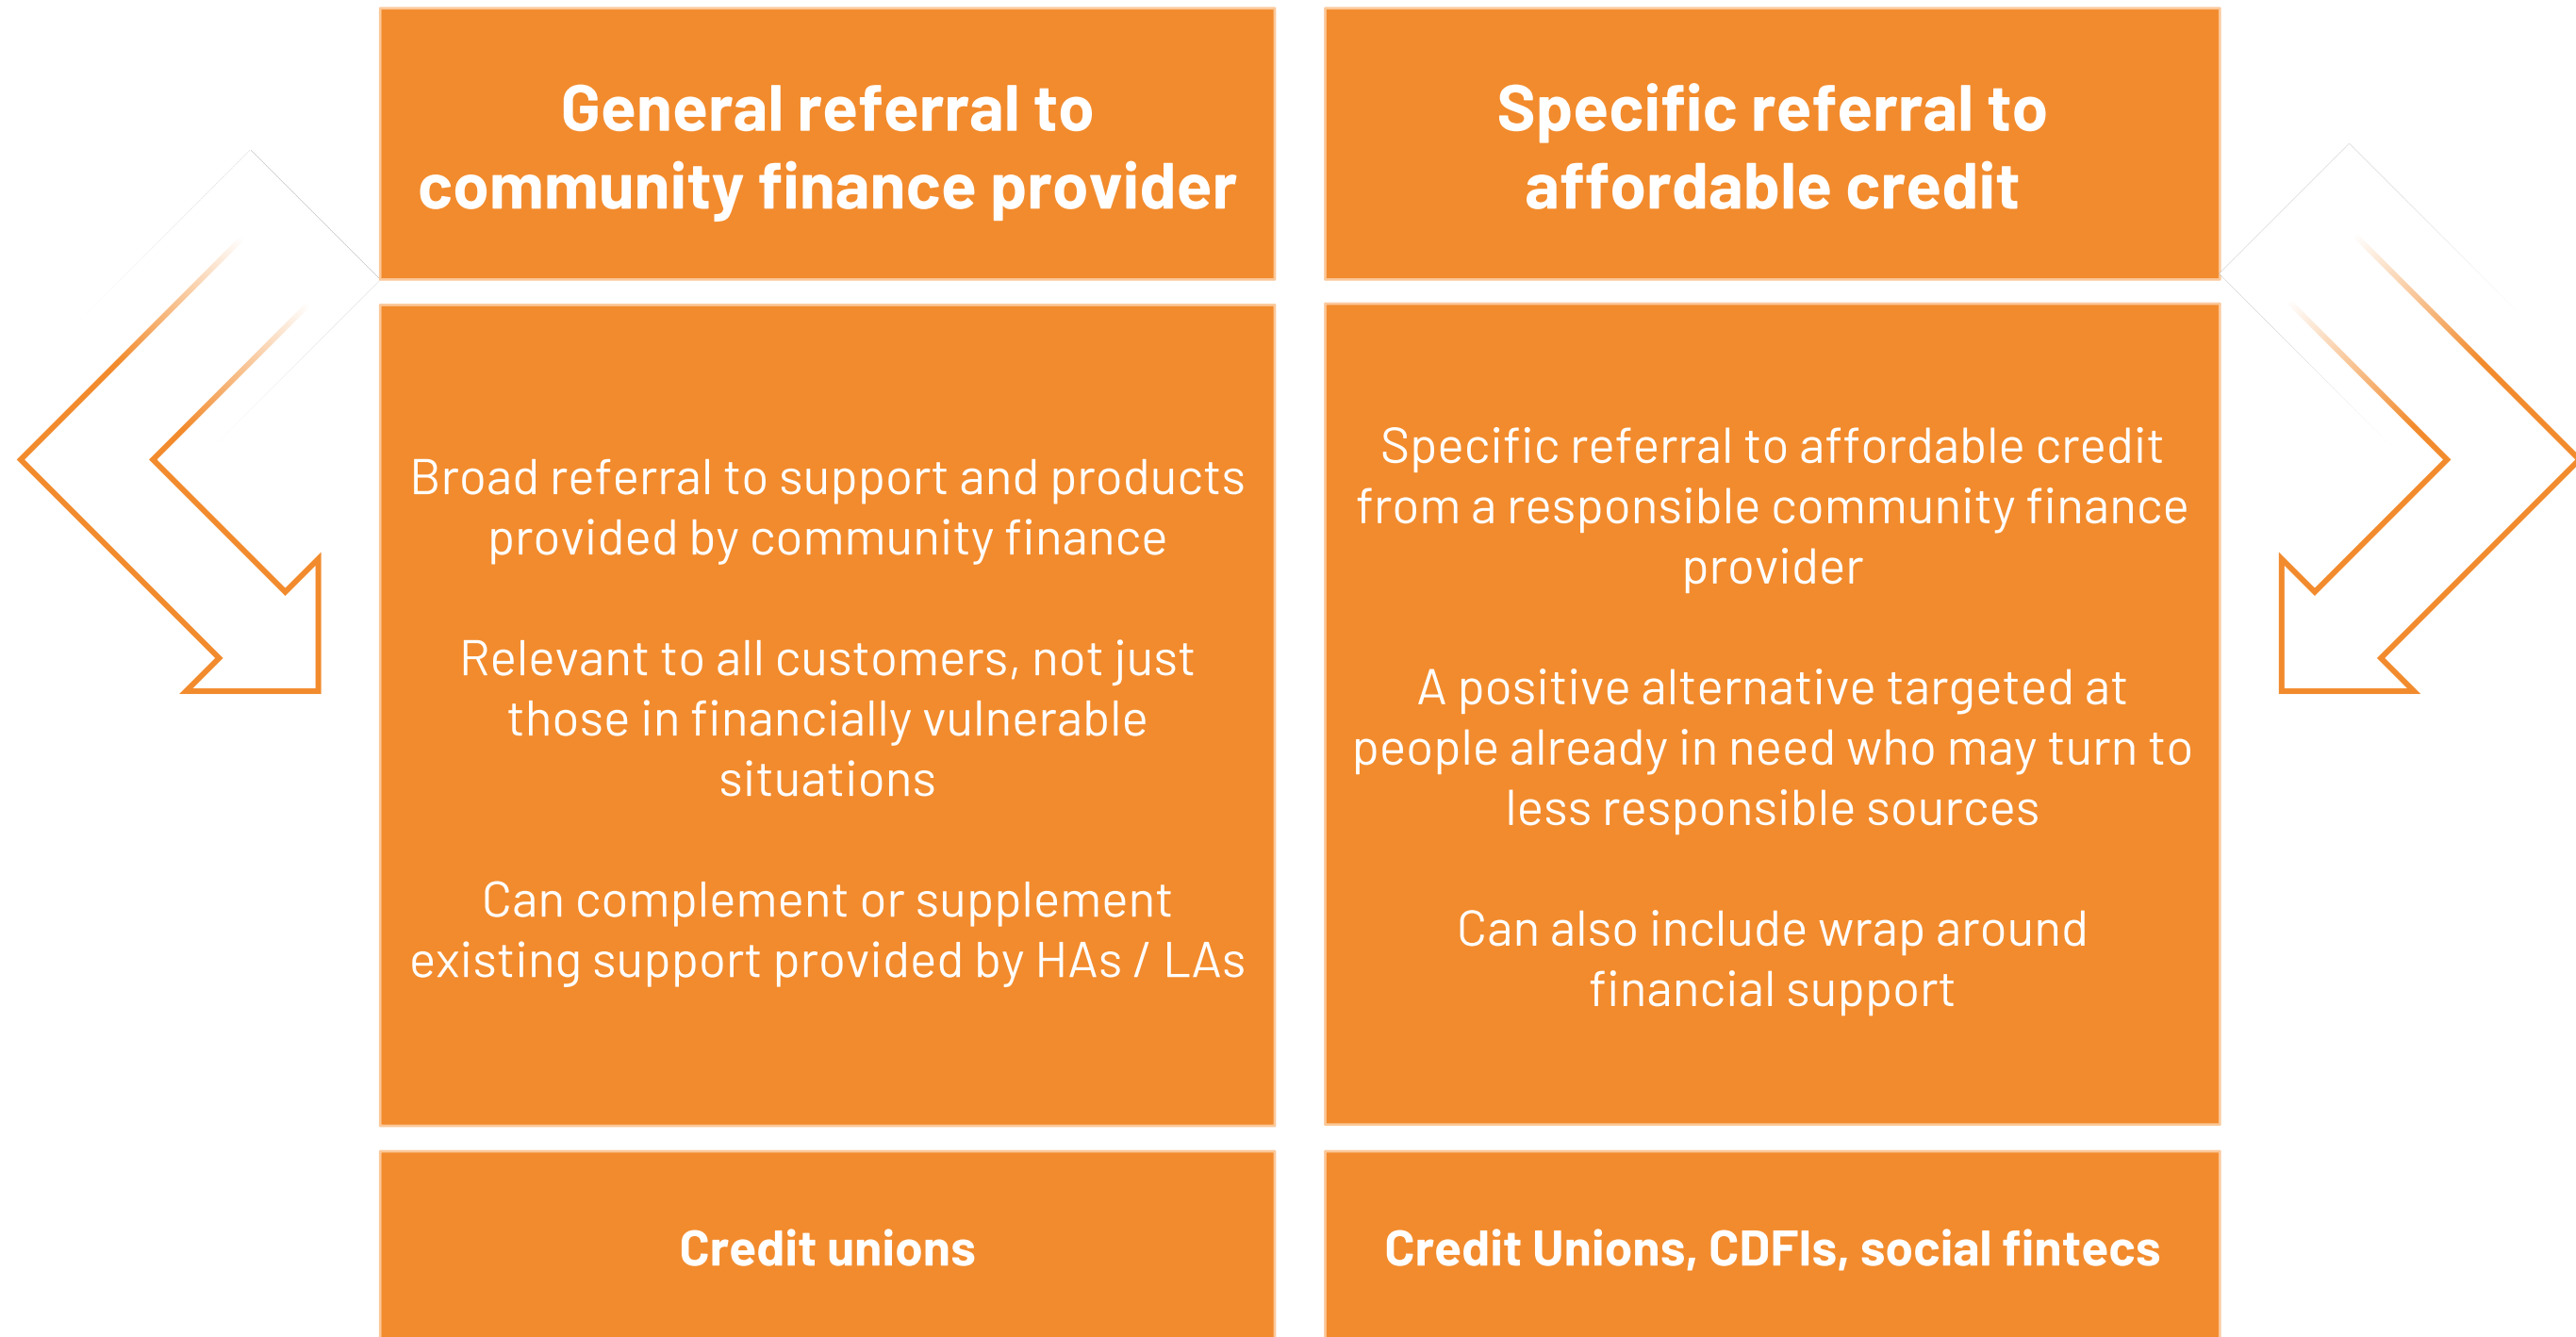 General referral to
community finance provider
Broad referral to support and products
provided by community finance
Relevant to all customers, not just
those in financially vulnerable
situations
Can complement or supplement
existing support provided by HAs / LAs
Credit unions
Specific referral to
affordable credit
Specific referral to affordable credit
from a responsible community finance
provider
A positive alternative targeted at
people already in need who may turn to
less responsible sources
Can also include wrap around
financial support
Credit Unions, CDFIs, social fintecs